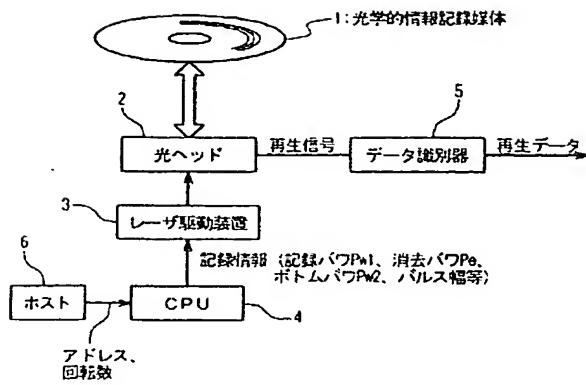 1：光学的情報記録媒体
2
光ヘッド
再生信号
5
データ識別器
再生データ
3
レーザ駆動装置
記録情報（記録パワPw1、消去パワPe、
ボトムパワPw2、パルス幅等）
6
ホスト
CPU
4
アドレス、
回転数